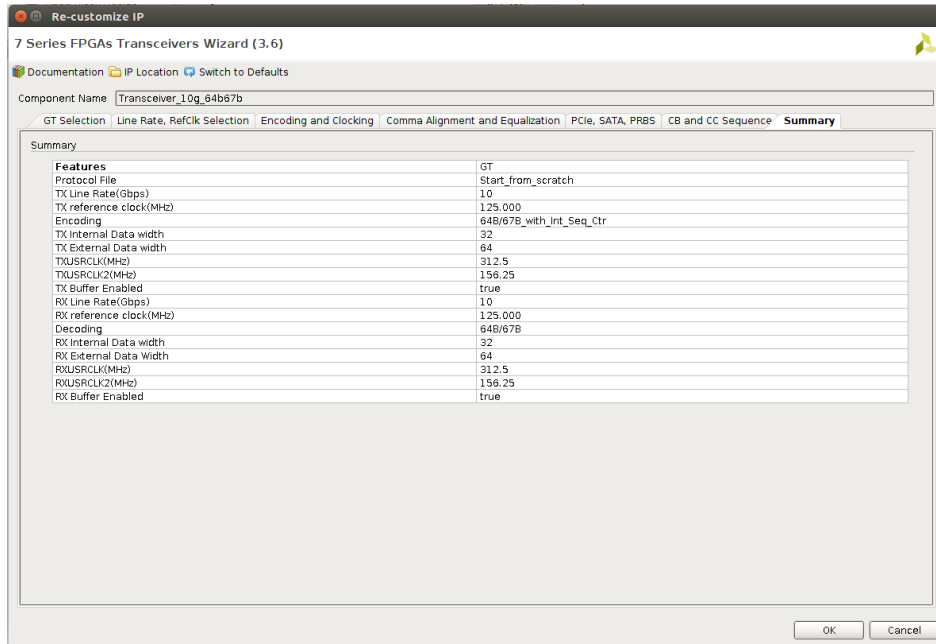 Re-customize IP
7 Series FPGAs Transceivers Wizard (3.6)
Documentation IP Location Switch to Defaults
Component Name Transceiver_10g_64b67b
GT Selection Line Rate, RefClk Selection Encoding and Clocking Comma Alignment and Equalization PCIe, SATA, PRBS CB and CC Sequence Summary
Summary
Features GT
Protocol File Start_from_scratch
TX Line Rate(Gbps) 10
TX reference clock(MHz) 125.000
Encoding 64B/67B_with_Int_Seq_Ctr
TX Internal Data width 32
TX External Data width 64
TXUSRCLK(MHz) 312.5
TXUSRCLK2(MHz) 156.25
TX Buffer Enabled true
RX Line Rate(Gbps) 10
RX reference clock(MHz) 125.000
Decoding 64B/67B
RX Internal Data width 32
RX External Data Width 64
RXUSRCLK(MHz) 312.5
RXUSRCLK2(MHz) 156.25
RX Buffer Enabled true
OK Cancel